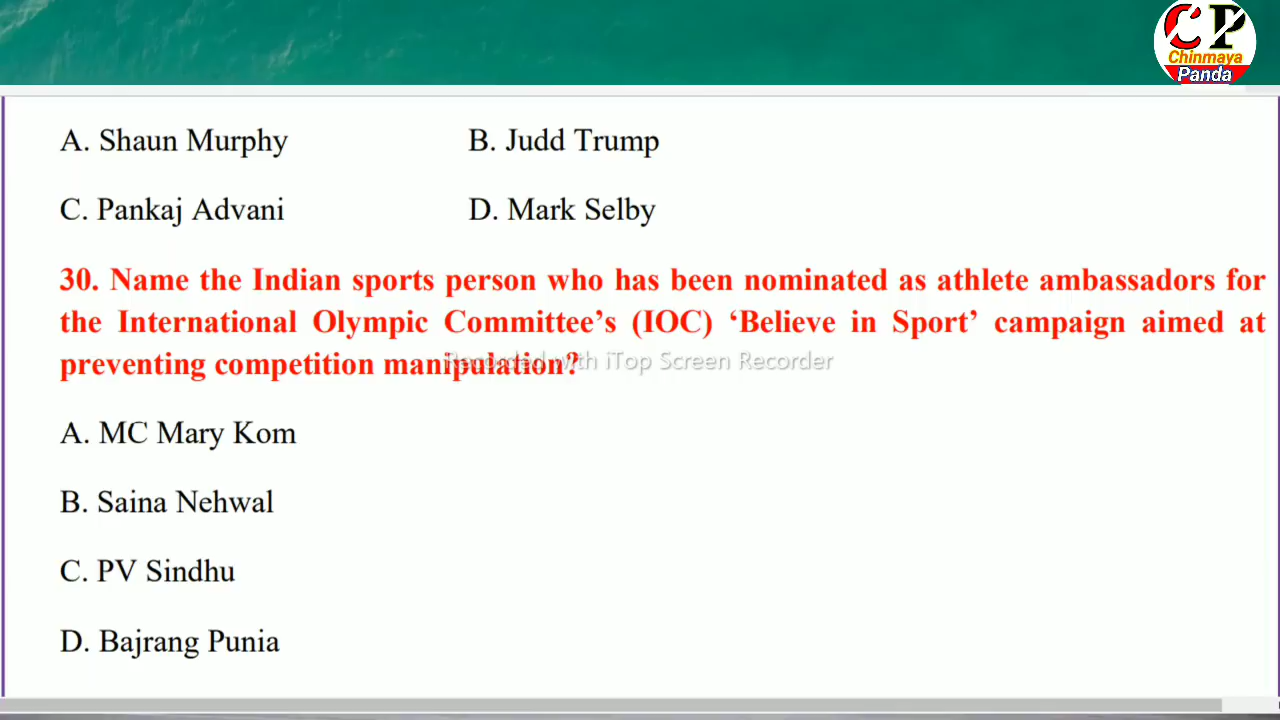 CP
Chinmaya
Panda
A. Shaun Murphy B. Judd Trump
C. Pankaj Advani D. Mark Selby
30. Name the Indian sports person who has been nominated as athlete ambassadors for
the International Olympic Committee’s (IOC) ‘Believe in Sport’ campaign aimed at
preventing competition manipulation?
Recorded with iTop Screen Recorder
A. MC Mary Kom
B. Saina Nehwal
C. PV Sindhu
D. Bajrang Punia